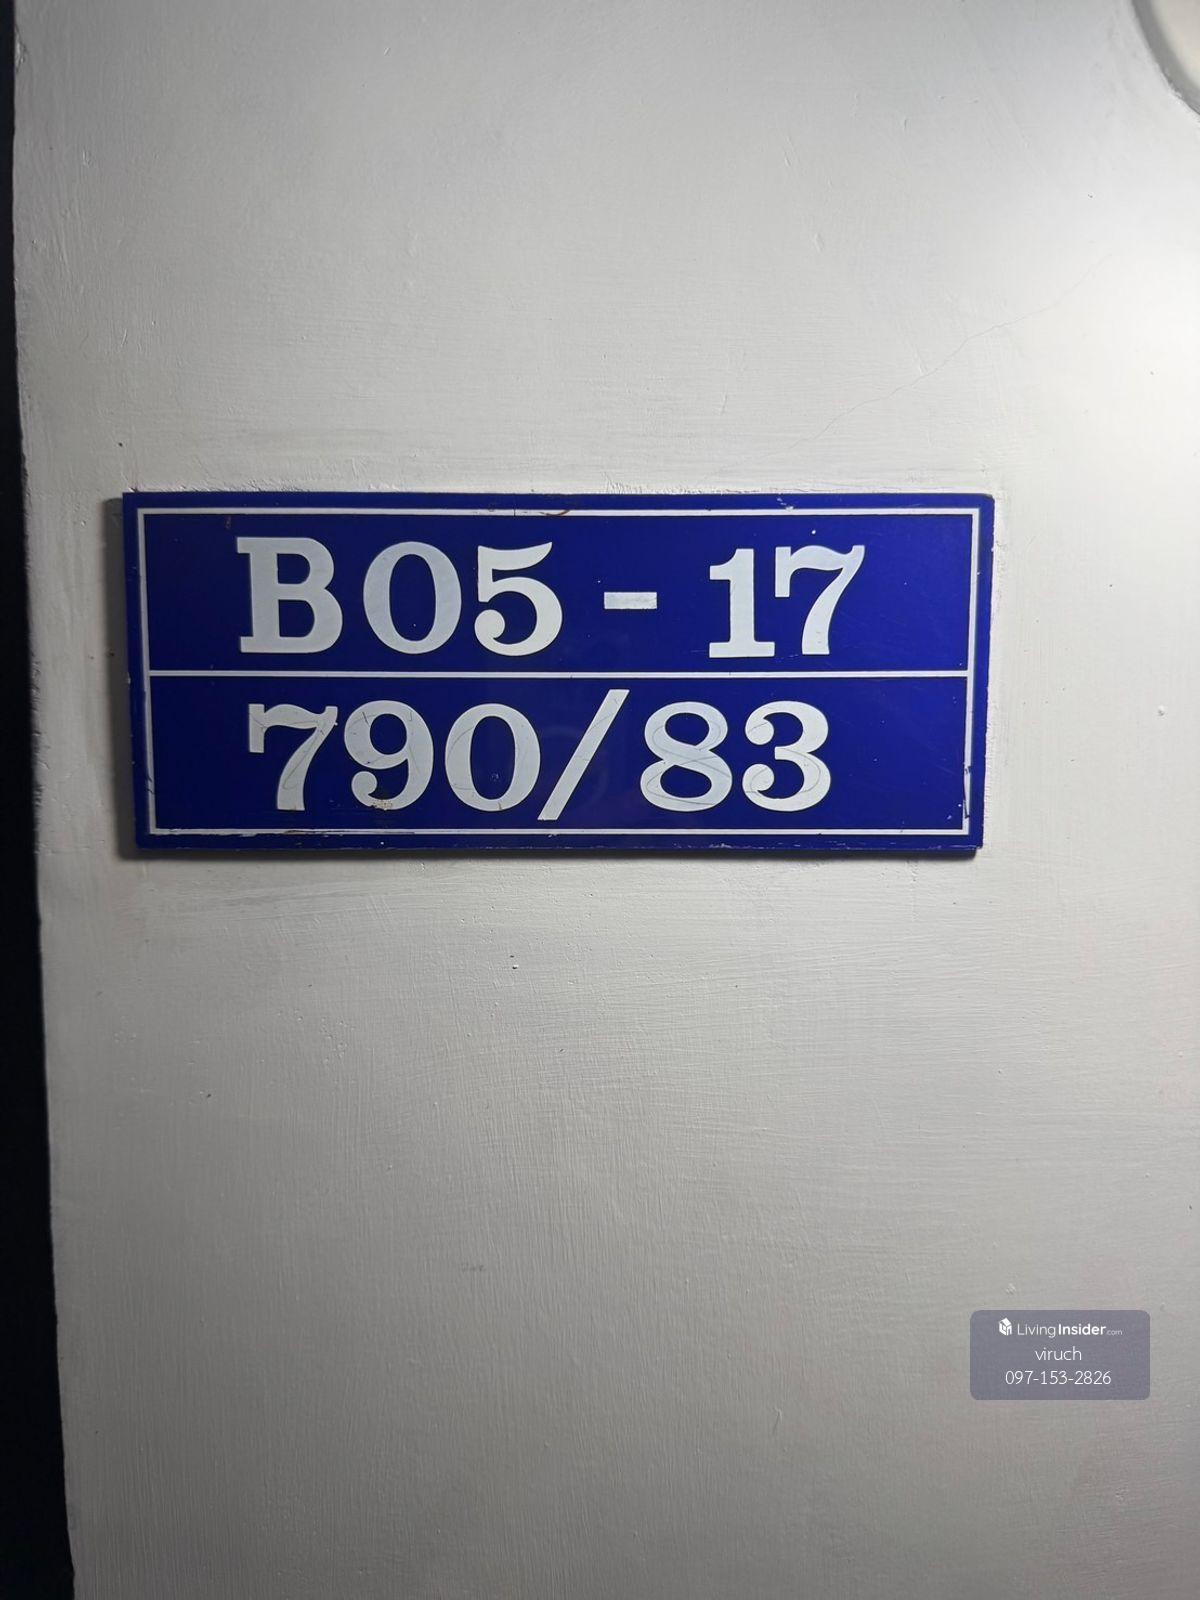 B05 - 17
790/83
LivingInsider.com
viruch
097-153-2826